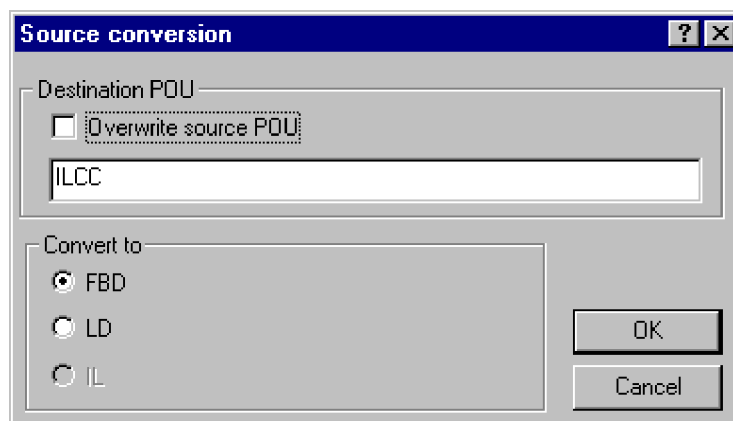 Source conversion
Destination POU
Overwrite source POU
ILCC
Convert to
FBD
LD
IL
OK
Cancel